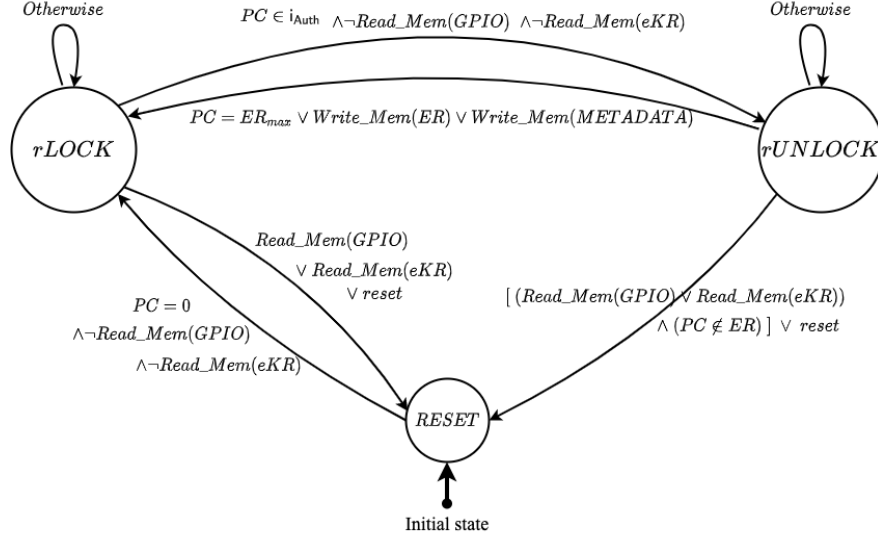 Otherwise
Otherwise
PC ∈ i_Auth ∧¬Read_Mem(GPIO) ∧¬Read_Mem(eKR)
PC = ER_max ∨ Write_Mem(ER) ∨ Write_Mem(METADATA)
rLOCK
rUNLOCK
Read_Mem(GPIO)
∨ Read_Mem(eKR)
∨ reset
PC = 0
∧¬Read_Mem(GPIO)
∧¬Read_Mem(eKR)
[ (Read_Mem(GPIO) ∨ Read_Mem(eKR))
∧ (PC ∉ ER) ] ∨ reset
RESET
Initial state